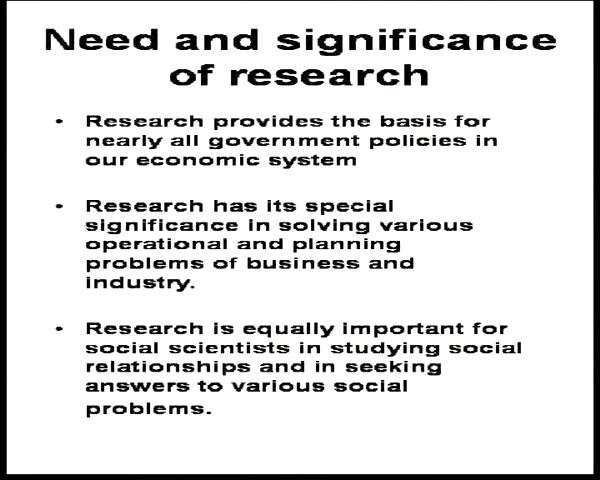 Need and significance
of research
• Research provides the basis for
nearly all government policies in
our economic system
• Research has its special
significance in solving various
operational and planning
problems of business and
industry.
• Research is equally important for
social scientists in studying social
relationships and in seeking
answers to various social
problems.